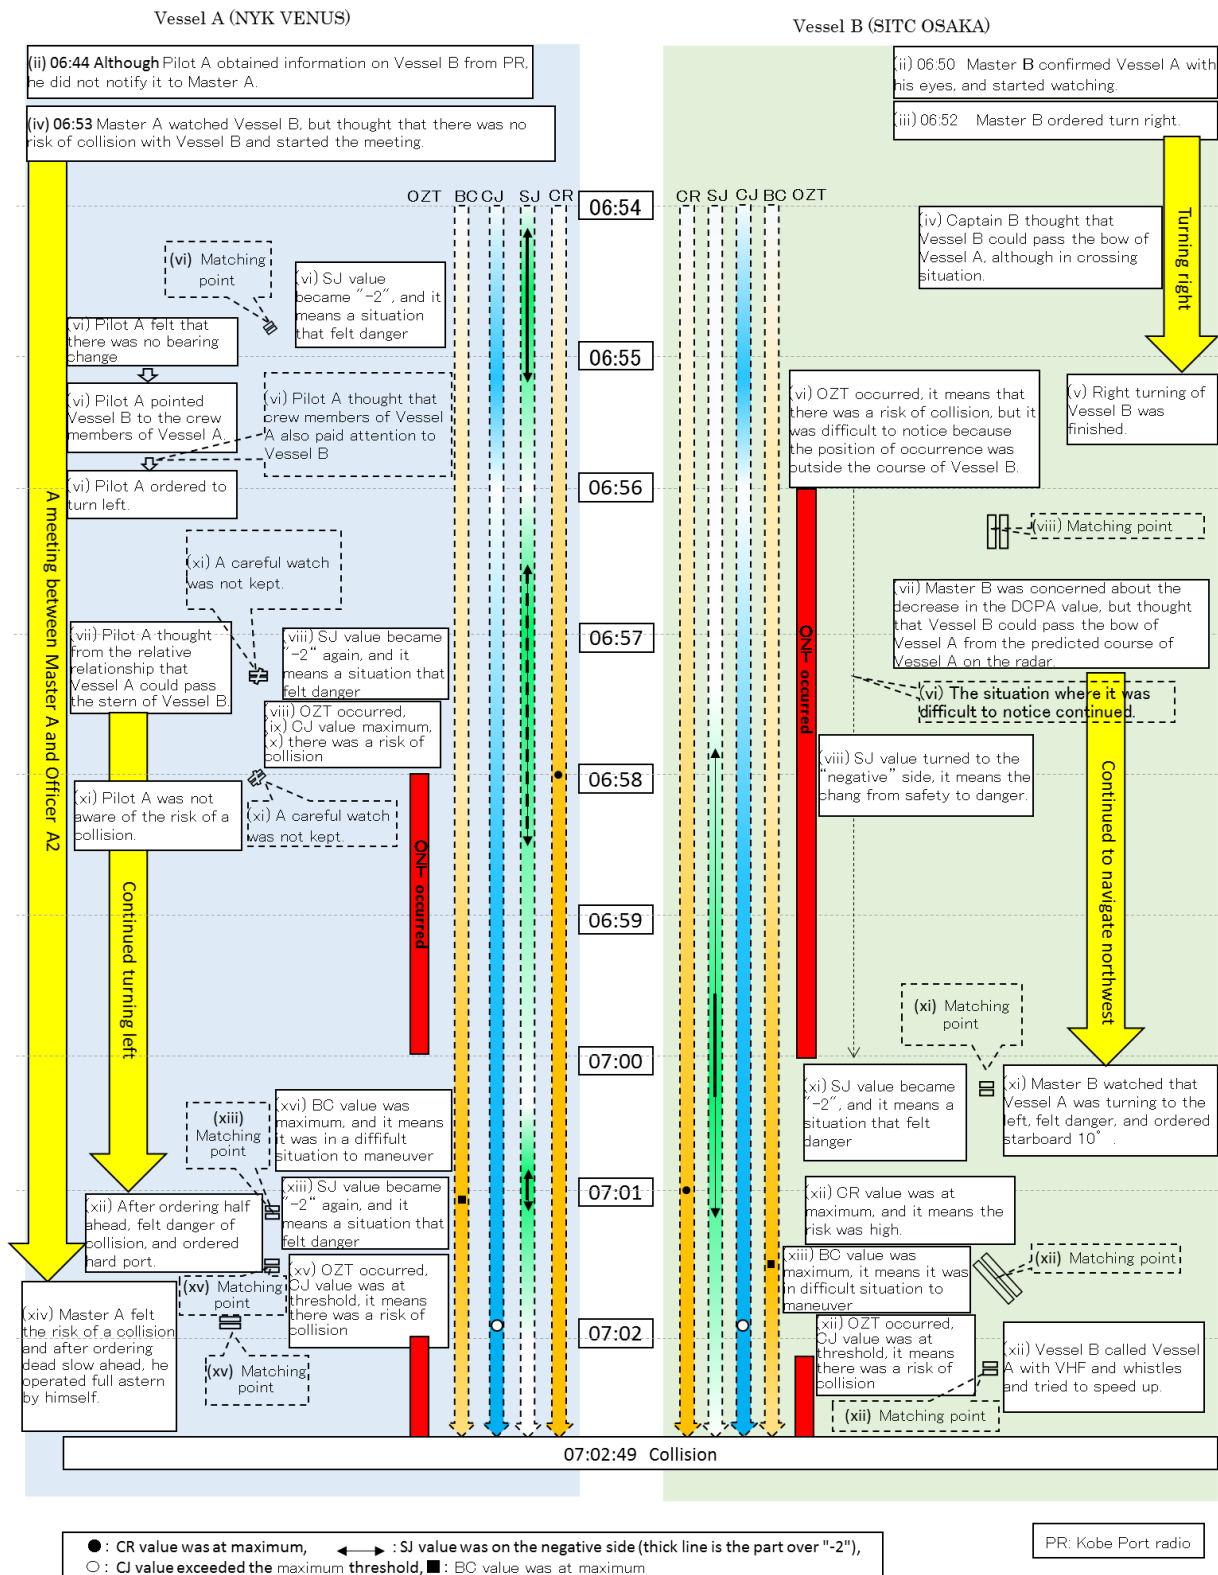 Vessel A (NYK VENUS)
Vessel B (SITC OSAKA)
(ii) 06:44 Although Pilot A obtained information on Vessel B from PR,
he did not notify it to Master A.
(iv) 06:53 Master A watched Vessel B, but thought that there was no
risk of collision with Vessel B and started the meeting.
(ii) 06:50 Master B confirmed Vessel A with
his eyes, and started watching.
(iii) 06:52 Master B ordered turn right.
OZT BC CJ SJ CR
06:54
CR SJ CJ BC OZT
(vi) Matching
point
(vi) SJ value
became "-2", and it
means a situation
that felt danger
(vi) Pilot A felt that
there was no bearing
change
06:55
(vi) Pilot A pointed
Vessel B to the crew
members of Vessel A.
(vi) Pilot A thought that
crew members of Vessel
A also paid attention to
Vessel B
(vi) Pilot A ordered to
turn left.
06:56
A meeting between Master A and Officer A2
(xi) A careful watch
was not kept.
06:57
(vii) Pilot A thought
from the relative
relationship that
Vessel A could pass
the stern of Vessel B.
(viii) SJ value became
"-2" again, and it
means a situation that
felt danger
(viii) OZT occurred,
(ix) CJ value maximum,
(x) there was a risk of
collision
06:58
(xi) Pilot A was not
aware of the risk of a
collision.
(xi) A careful watch
was not kept.
OZT occurred
Continued turning left
06:59
07:00
(xiii)
Matching
point
(xvi) BC value was
maximum, and it means
it was in a diffifult
situation to maneuver
07:01
(xii) After ordering half
ahead, felt danger of
collision, and ordered
hard port.
(xiii) SJ value became
"-2" again, and it
means a situation that
felt danger
(xv) Matching
point
(xv) OZT occurred,
CJ value was at
threshold, it means
there was a risk of
collision
(xiv) Master A felt
the risk of a collision
and after ordering
dead slow ahead, he
operated full astern
by himself.
(xv) Matching
point
07:02
(iv) Captain B thought that
Vessel B could pass the bow of
Vessel A, although in crossing
situation.
Turning right
(vi) OZT occurred, it means that
there was a risk of collision, but it
was difficult to notice because
the position of occurrence was
outside the course of Vessel B.
(v) Right turning of
Vessel B was
finished.
(viii) Matching point
(vii) Master B was concerned about the
decrease in the DCPA value, but thought
that Vessel B could pass the bow of
Vessel A from the predicted course of
Vessel A on the radar.
OZT occurred
(vi) The situation where it was
difficult to notice continued.
(viii) SJ value turned to the
"negative" side, it means the
chang from safety to danger.
Continued to navigate northwest
(xi) Matching
point
(xi) SJ value became
"-2", and it means a
situation that felt
danger
(xi) Master B watched that
Vessel A was turning to the
left, felt danger, and ordered
starboard 10°.
(xii) CR value was at
maximum, and it means the
risk was high.
(xiii) BC value was
maximum, it means it was
in difficult situation to
maneuver
(xii) Matching point
(xii) OZT occurred,
CJ value was at
threshold, it means
there was a risk of
collision
(xii) Vessel B called Vessel
A with VHF and whistles
and tried to speed up.
(xii) Matching point
07:02:49 Collision
● : CR value was at maximum, ↔ : SJ value was on the negative side (thick line is the part over "-2"),
○ : CJ value exceeded the maximum threshold, ■ : BC value was at maximum
PR: Kobe Port radio